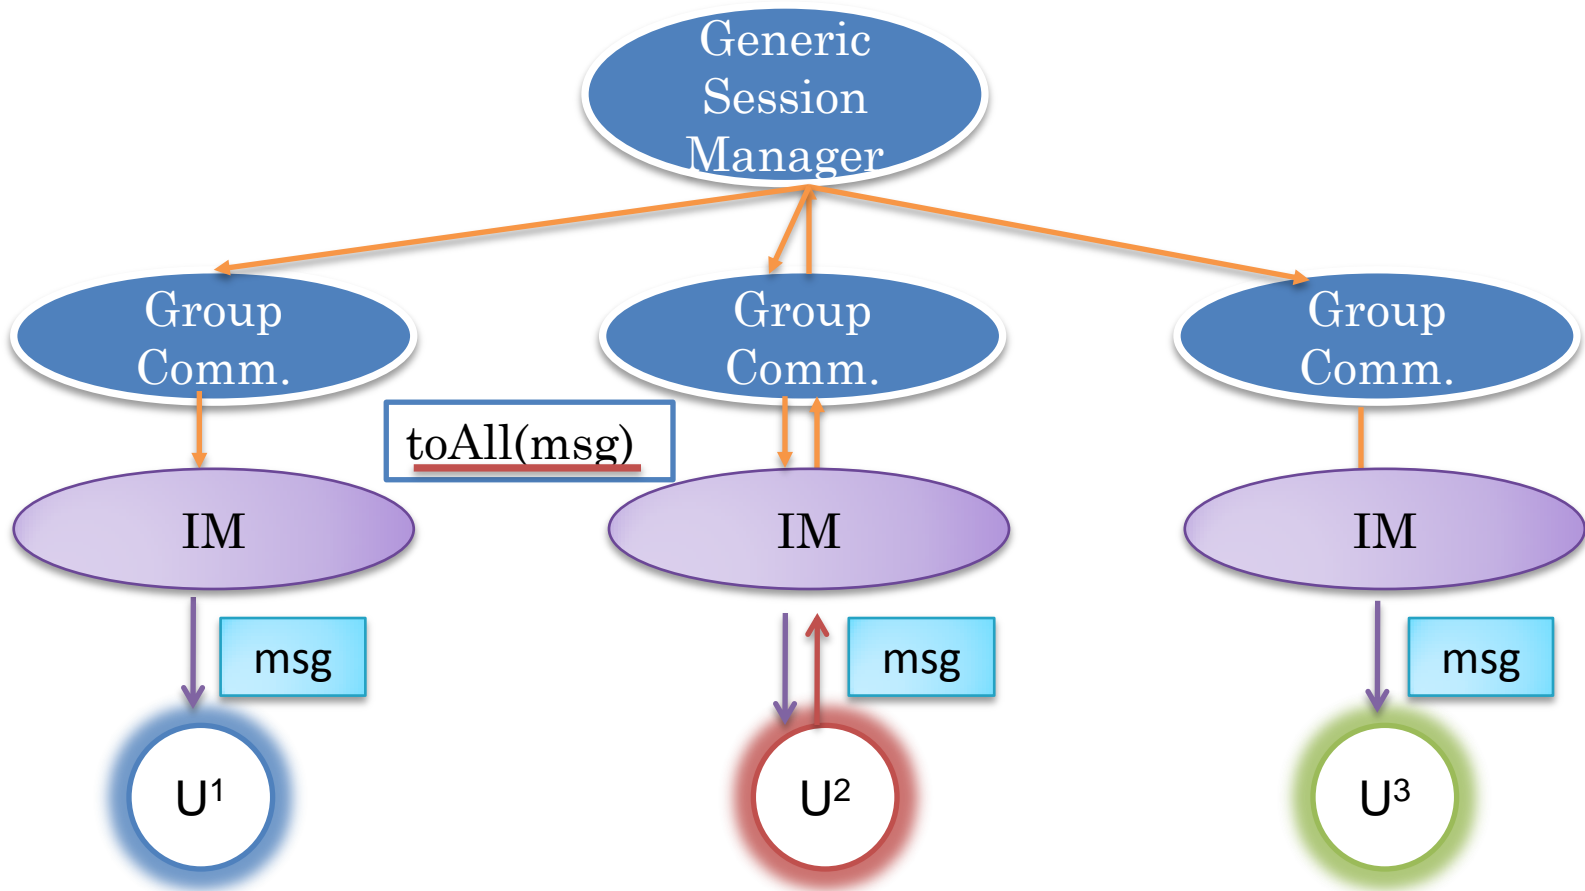 Generic
Session
Manager
Group
Comm.
Group
Comm.
Group
Comm.
toAll(msg)
IM
IM
IM
msg
msg
msg
U¹
U²
U³